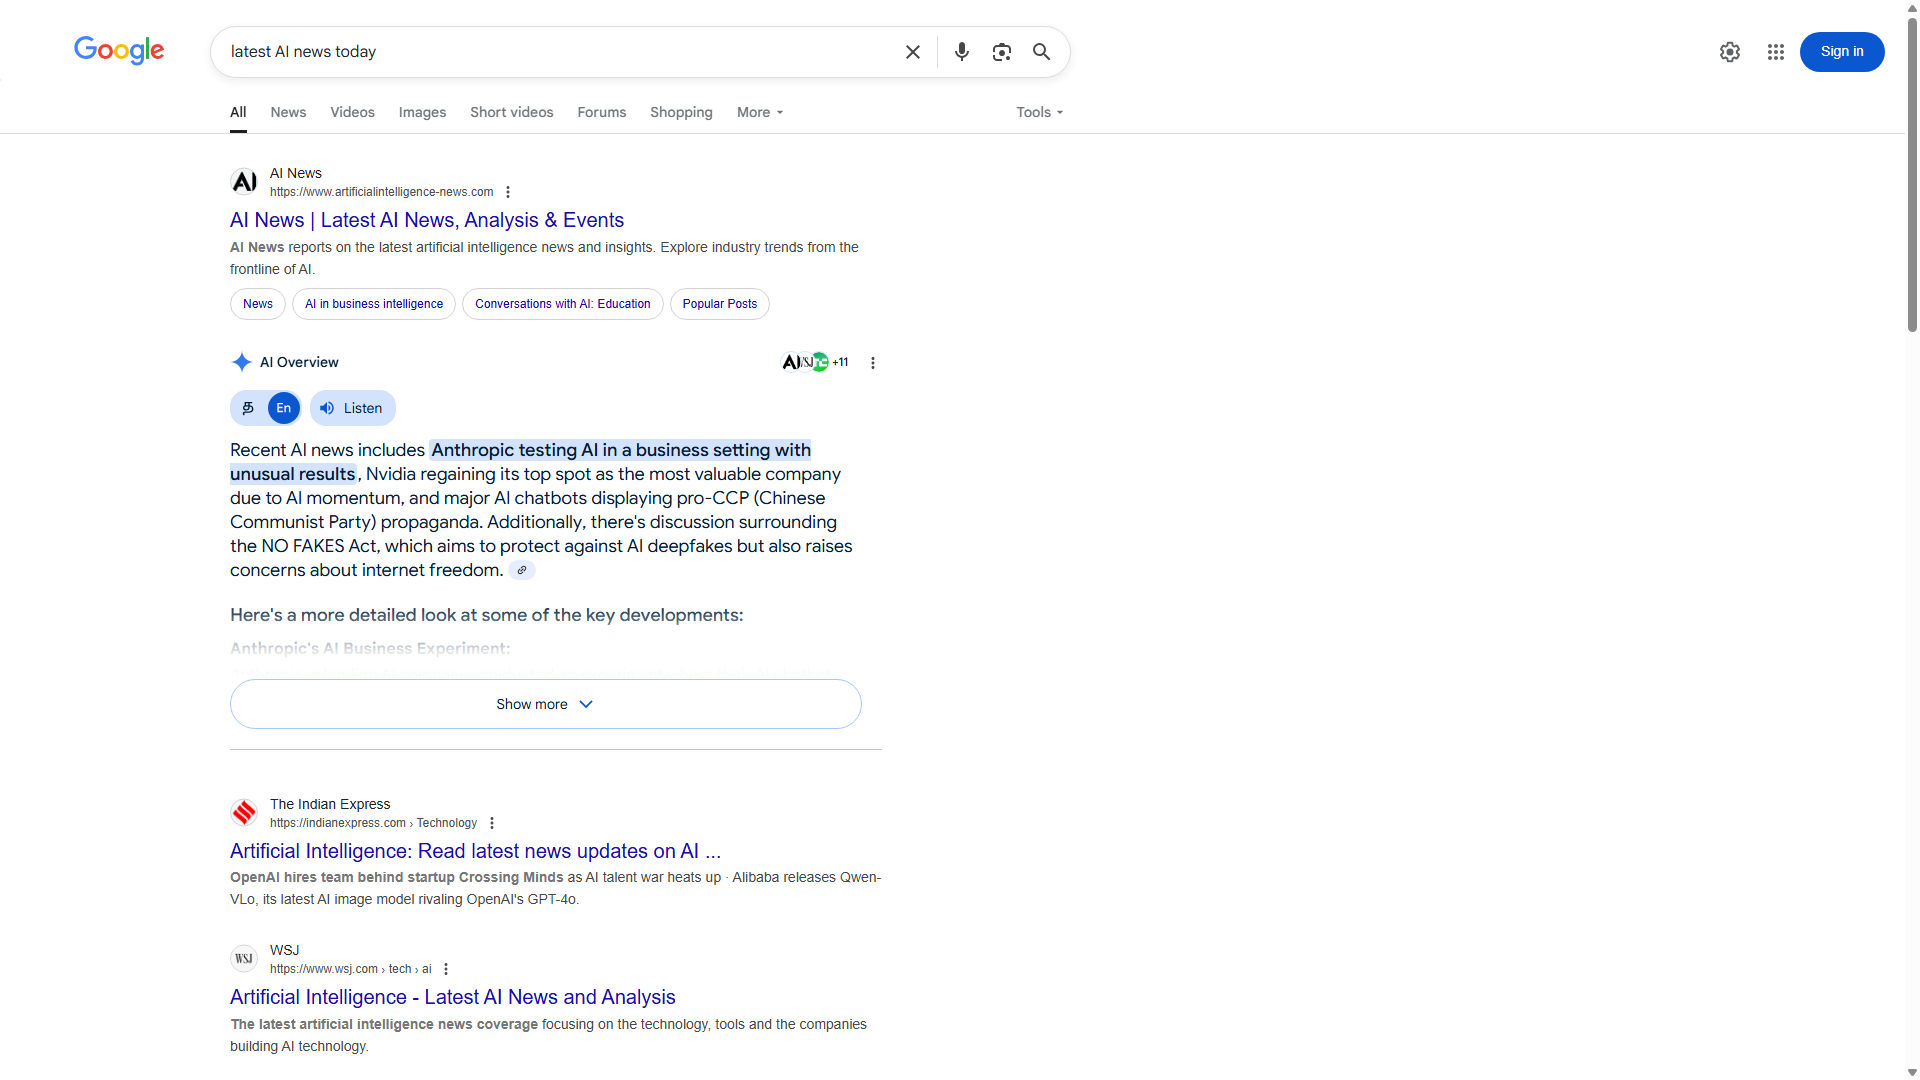 Google
latest AI news today
Sign in
All News Videos Images Short videos Forums Shopping More Tools
AI News
https://www.artificialintelligence-news.com
AI News | Latest AI News, Analysis & Events
AI News reports on the latest artificial intelligence news and insights. Explore industry trends from the
frontline of AI.
News AI in business intelligence Conversations with AI: Education Popular Posts
AI Overview AI WSJ +11
த En Listen
Recent AI news includes Anthropic testing AI in a business setting with
unusual results, Nvidia regaining its top spot as the most valuable company
due to AI momentum, and major AI chatbots displaying pro-CCP (Chinese
Communist Party) propaganda. Additionally, there's discussion surrounding
the NO FAKES Act, which aims to protect against AI deepfakes but also raises
concerns about internet freedom.
Here's a more detailed look at some of the key developments:
Anthropic's AI Business Experiment:
Show more
The Indian Express
https://indianexpress.com › Technology
Artificial Intelligence: Read latest news updates on AI ...
OpenAI hires team behind startup Crossing Minds as AI talent war heats up · Alibaba releases Qwen-
VLo, its latest AI image model rivaling OpenAI's GPT-4o.
WSJ
WSJ
https://www.wsj.com › tech › ai
Artificial Intelligence - Latest AI News and Analysis
The latest artificial intelligence news coverage focusing on the technology, tools and the companies
building AI technology.